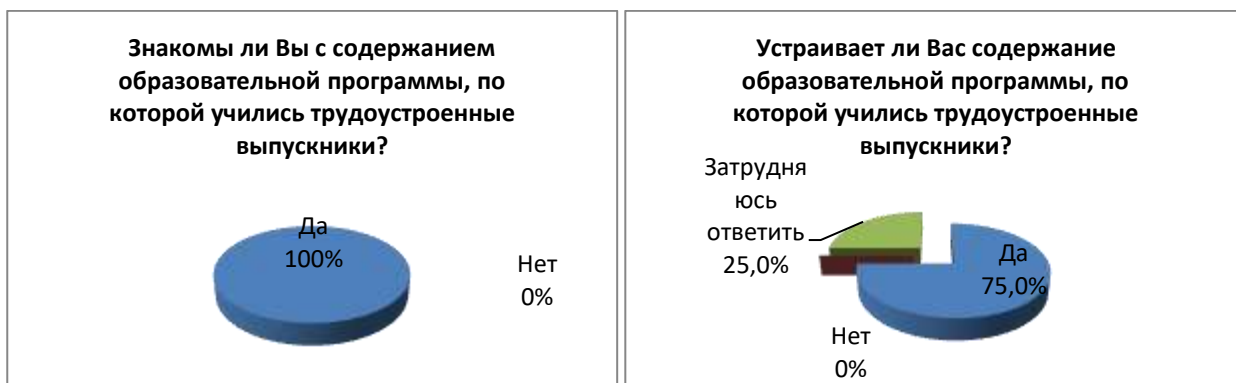 Знакомы ли Вы с содержанием
образовательной программы, по
которой учились трудоустроенные
выпускники?
Да
100%
Нет
0%
Устраивает ли Вас содержание
образовательной программы, по
которой учились трудоустроенные
выпускники?
Затрудня
юсь
ответить
25,0%
Да
75,0%
Нет
0%